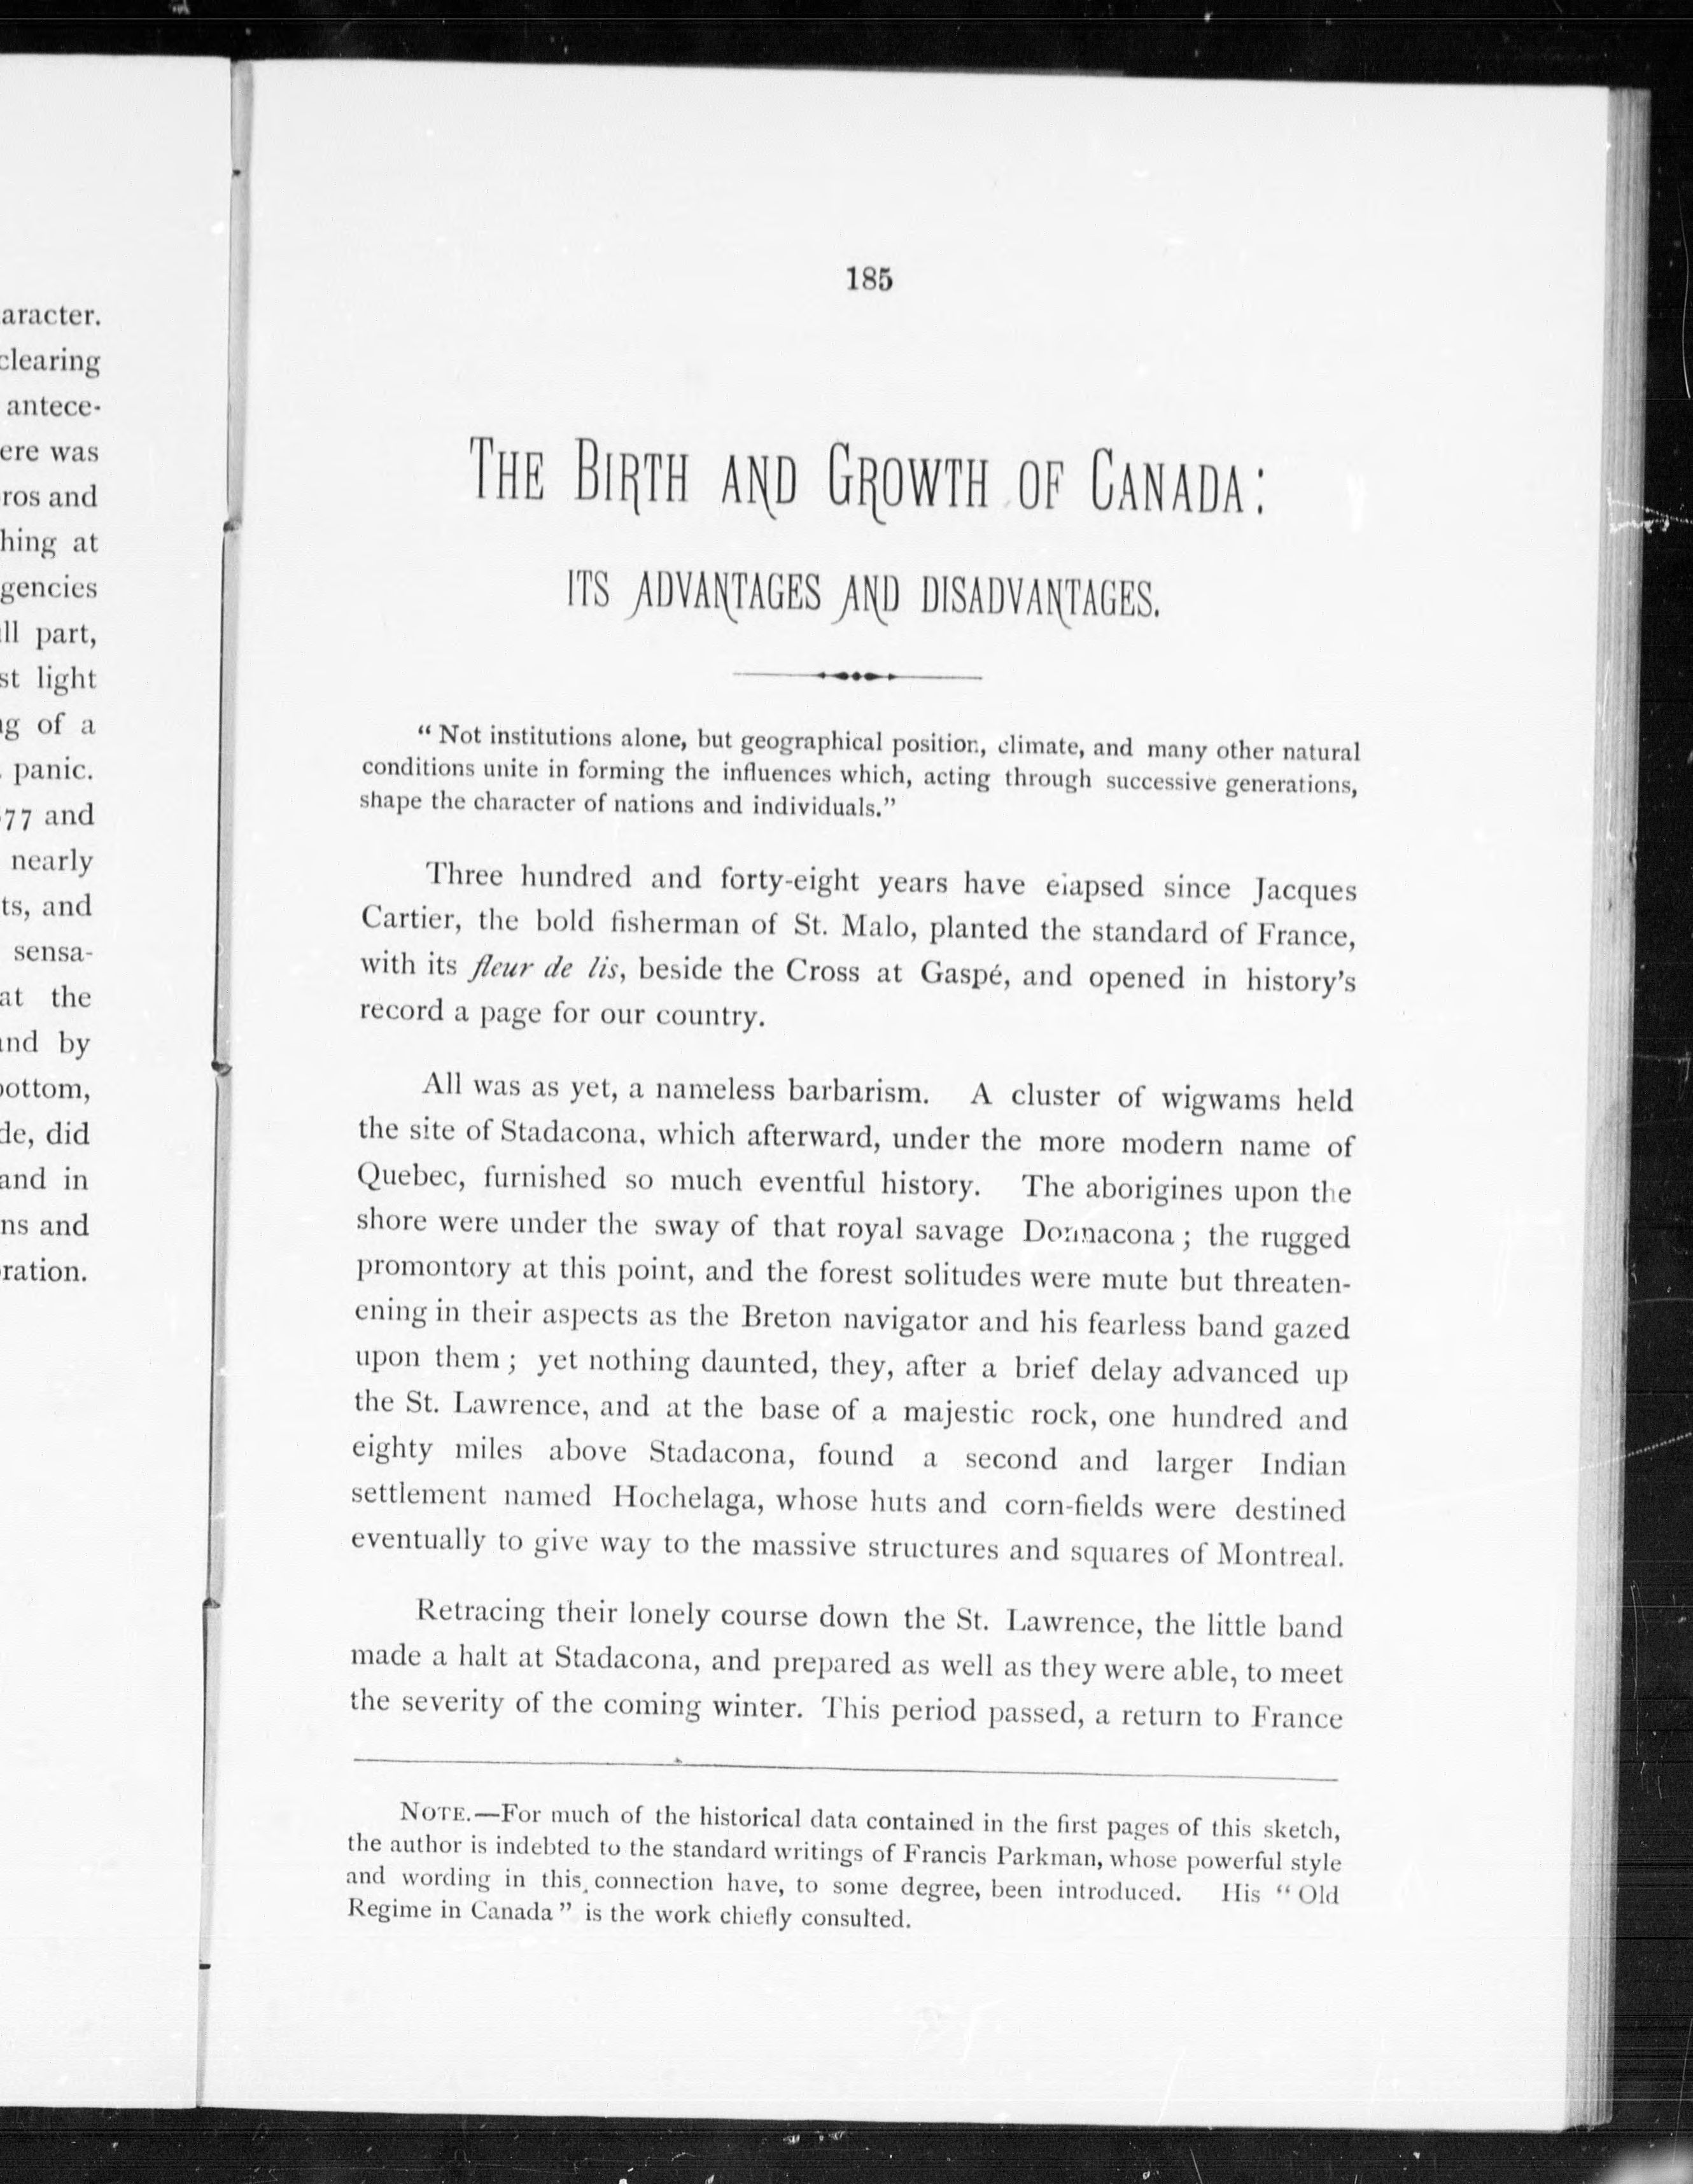 aracter.
clearing
antece-
ere was
ros and
hing at
gencies
ll part,
st light
g of a
panic.
77 and
nearly
ts, and
sensa-
at the
and by
ottom,
de, did
and in
ns and
ration.
185
THE BIRTH AND GROWTH OF CANADA:
ITS ADVANTAGES AND DISADVANTAGES.
“ Not institutions alone, but geographical position, climate, and many other natural
conditions unite in forming the influences which, acting through successive generations,
shape the character of nations and individuals.”
Three hundred and forty-eight years have elapsed since Jacques
Cartier, the bold fisherman of St. Malo, planted the standard of France,
with its fleur de lis, beside the Cross at Gaspé, and opened in history’s
record a page for our country.
All was as yet, a nameless barbarism. A cluster of wigwams held
the site of Stadacona, which afterward, under the more modern name of
Quebec, furnished so much eventful history. The aborigines upon the
shore were under the sway of that royal savage Donnacona ; the rugged
promontory at this point, and the forest solitudes were mute but threaten-
ening in their aspects as the Breton navigator and his fearless band gazed
upon them ; yet nothing daunted, they, after a brief delay advanced up
the St. Lawrence, and at the base of a majestic rock, one hundred and
eighty miles above Stadacona, found a second and larger Indian
settlement named Hochelaga, whose huts and corn-fields were destined
eventually to give way to the massive structures and squares of Montreal.
Retracing their lonely course down the St. Lawrence, the little band
made a halt at Stadacona, and prepared as well as they were able, to meet
the severity of the coming winter. This period passed, a return to France
NOTE.—For much of the historical data contained in the first pages of this sketch,
the author is indebted to the standard writings of Francis Parkman, whose powerful style
and wording in this connection have, to some degree, been introduced. His “ Old
Regime in Canada ” is the work chiefly consulted.